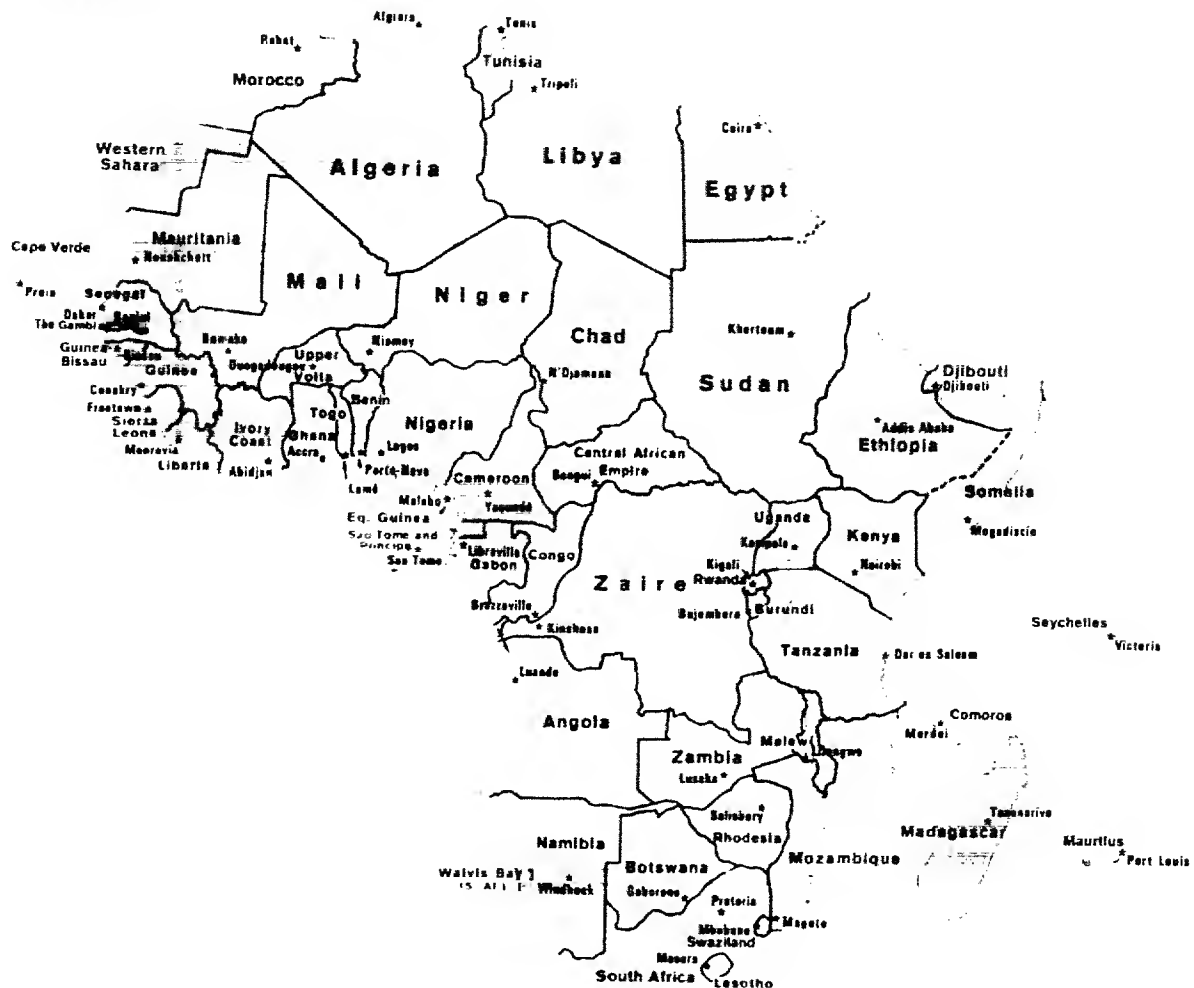 Algiers
Tunis
Rabat
Tunisia
Morocco
Tripoli
Cairo
Western
Sahara
Algeria
Libya
Egypt
Cape Verde
Mauritania
Nouakchott
Mali
Niger
Praia
Senegal
Dakar
The Gambia
Chad
Khartoum
Bamako
Niamey
Guinea
Bissau
Bissau
Guinea
Ouagadougou
Upper
Volta
N'Djamena
Sudan
Djibouti
Djibouti
Conakry
Benin
Freetown
Sierra
Leone
Togo
Ivory
Coast
Ghana
Nigeria
Addis Ababa
Ethiopia
Monrovia
Liberia
Abidjan
Accra
Lagos
Porto-Novo
Lomé
Central African
Empire
Bangui
Cameroon
Yaoundé
Malabo
Somalia
Mogadiscio
Eq. Guinea
Sao Tome and
Principe
Sao Tome
Libreville
Gabon
Congo
Uganda
Kampala
Kenya
Nairobi
Zaire
Kigali
Rwanda
Brazzaville
Kinshasa
Bujumbura
Burundi
Seychelles
Victoria
Tanzania
Dar es Salaam
Luanda
Angola
Comoros
Zambia
Lusaka
Malawi
Salisbury
Rhodesia
Tananarive
Madagascar
Mauritius
Port Louis
Namibia
Mozambique
Walvis Bay
(S. Af.)
Windhoek
Botswana
Gaborone
Pretoria
Maputo
Mbabane
Swaziland
Maseru
South Africa
Lesotho